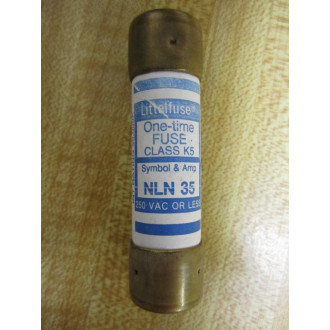 Littelfuse®
One-time
FUSE
CLASS K5
Symbol & Amp
NLN 35
250 VAC OR LESS